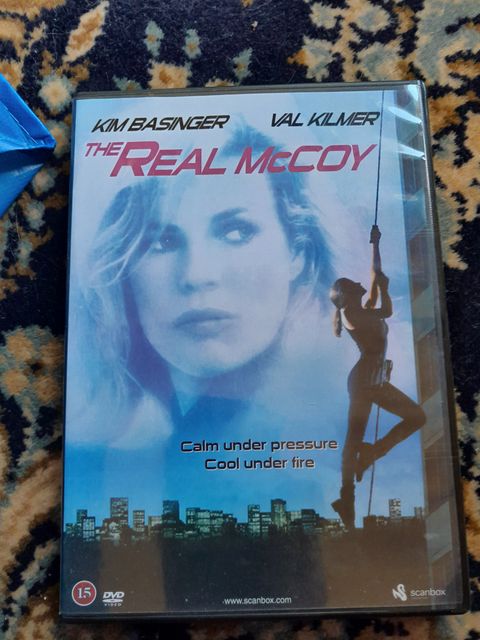 KIM BASINGER VAL KILMER
THE REAL McCOY
Calm under pressure
Cool under fire
15 DVD VIDEO www.scanbox.com scanbox